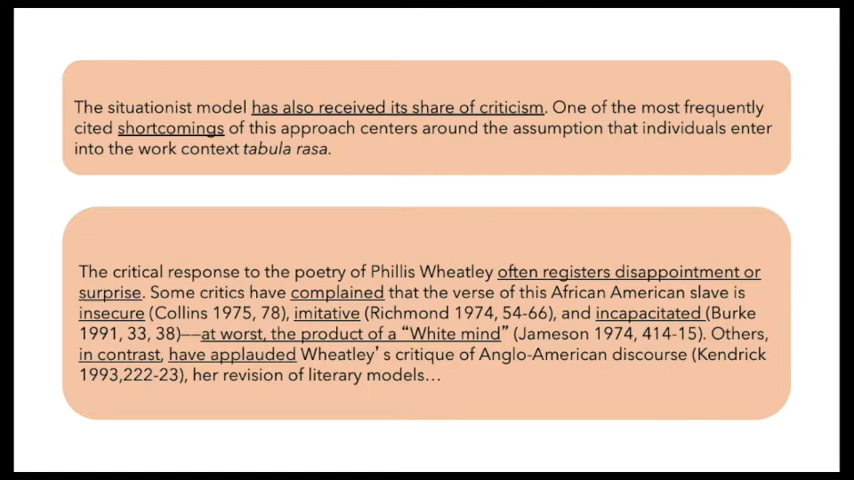 The situationist model has also received its share of criticism. One of the most frequently
cited shortcomings of this approach centers around the assumption that individuals enter
into the work context tabula rasa.
The critical response to the poetry of Phillis Wheatley often registers disappointment or
surprise. Some critics have complained that the verse of this African American slave is
insecure (Collins 1975, 78), imitative (Richmond 1974, 54-66), and incapacitated (Burke
1991, 33, 38)—at worst, the product of a “White mind” (Jameson 1974, 414-15). Others,
in contrast, have applauded Wheatley’s critique of Anglo-American discourse (Kendrick
1993,222-23), her revision of literary models…